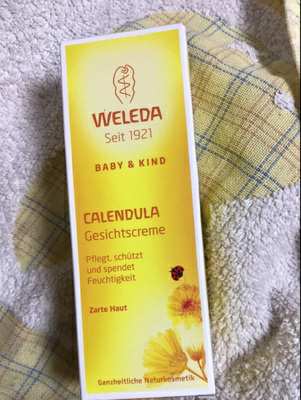 WELEDA
Seit 1921
BABY & KIND
CALENDULA
Gesichtscreme
Pflegt, schützt
und spendet
Feuchtigkeit
Zarte Haut
Ganzheitliche Naturkosmetik